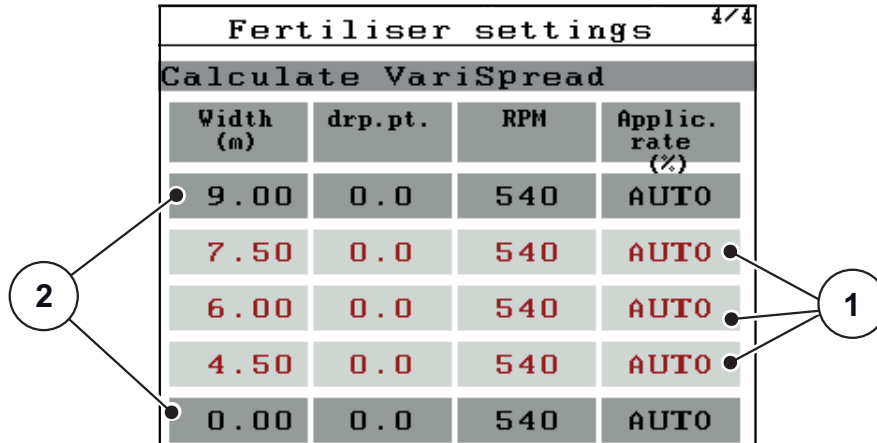 Fertiliser settings 4/4
Calculate VariSpread
Width (m) drp.pt. RPM Applic. rate (%)
9.00 0.0 540 AUTO
7.50 0.0 540 AUTO
6.00 0.0 540 AUTO
4.50 0.0 540 AUTO
0.00 0.0 540 AUTO
2
1